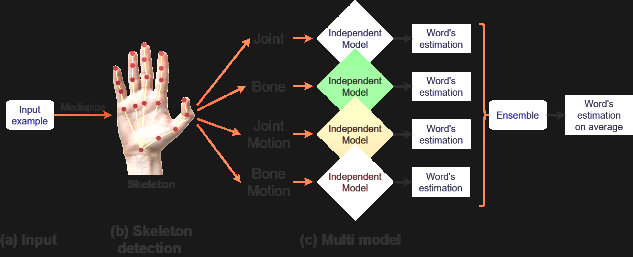 Input
example
Mediapipe
Skeleton
Joint
Bone
Joint
Motion
Bone
Motion
Independent
Model
Independent
Model
Independent
Model
Independent
Model
Word's
estimation
Word's
estimation
Word's
estimation
Word's
estimation
Ensemble
Word's
estimation
on average
(a) Input
(b) Skeleton
detection
(c) Multi model